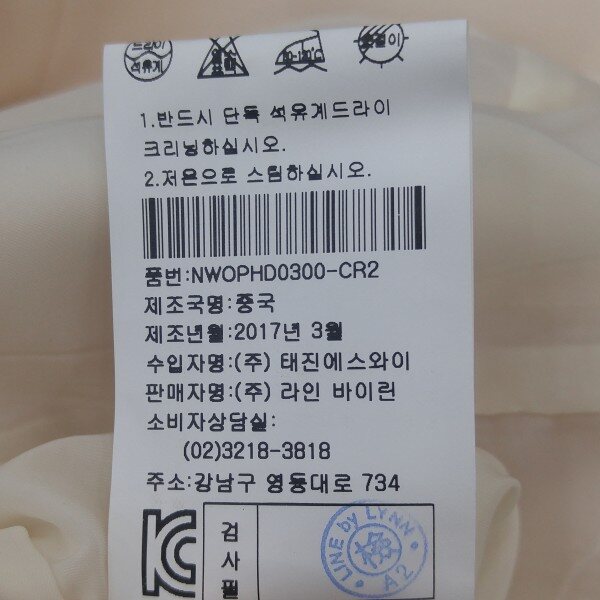 드라이
석유계
80~120℃
1.반드시 단독 석유계드라이
크리닝하십시오.
2.저온으로 스팀하십시오.
품번:NWOPHD0300-CR2
제조국명:중국
제조년월:2017년 3월
수입자명:(주) 태진에스와이
판매자명:(주) 라인 바이린
소비자상담실:
(02)3218-3818
주소:강남구 영동대로 734
검
사
필
LINE by LYNN
A2